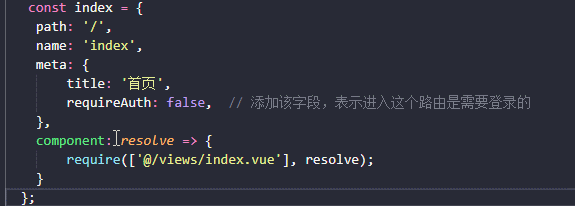 const index = {
path: '/',
name: 'index',
meta: {
title: '首页',
requireAuth: false, // 添加该字段，表示进入这个路由是需要登录的
},
component: resolve => {
require(['@/views/index.vue'], resolve);
}
};